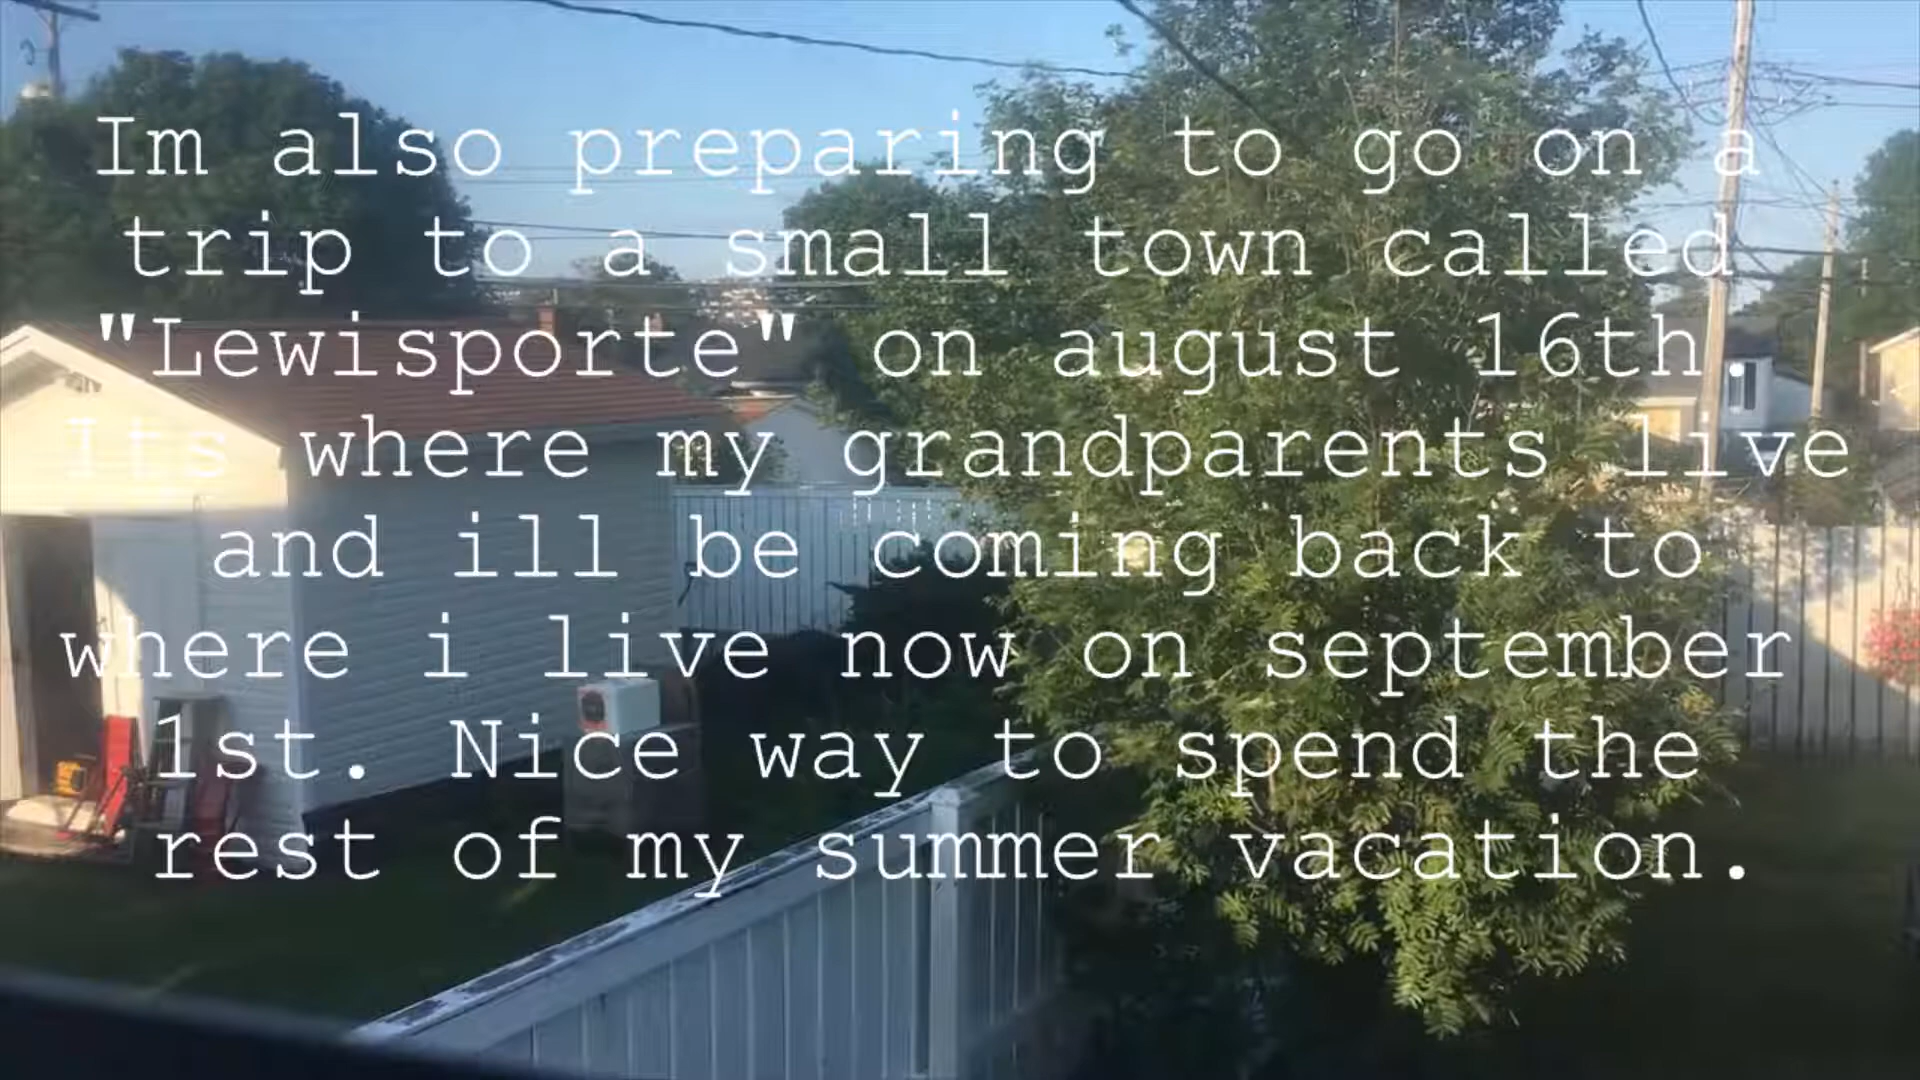 Im also preparing to go on a
trip to a small town called
"Lewisporte" on august 16th.
Its where my grandparents live
and ill be coming back to
where i live now on september
1st. Nice way to spend the
rest of my summer vacation.